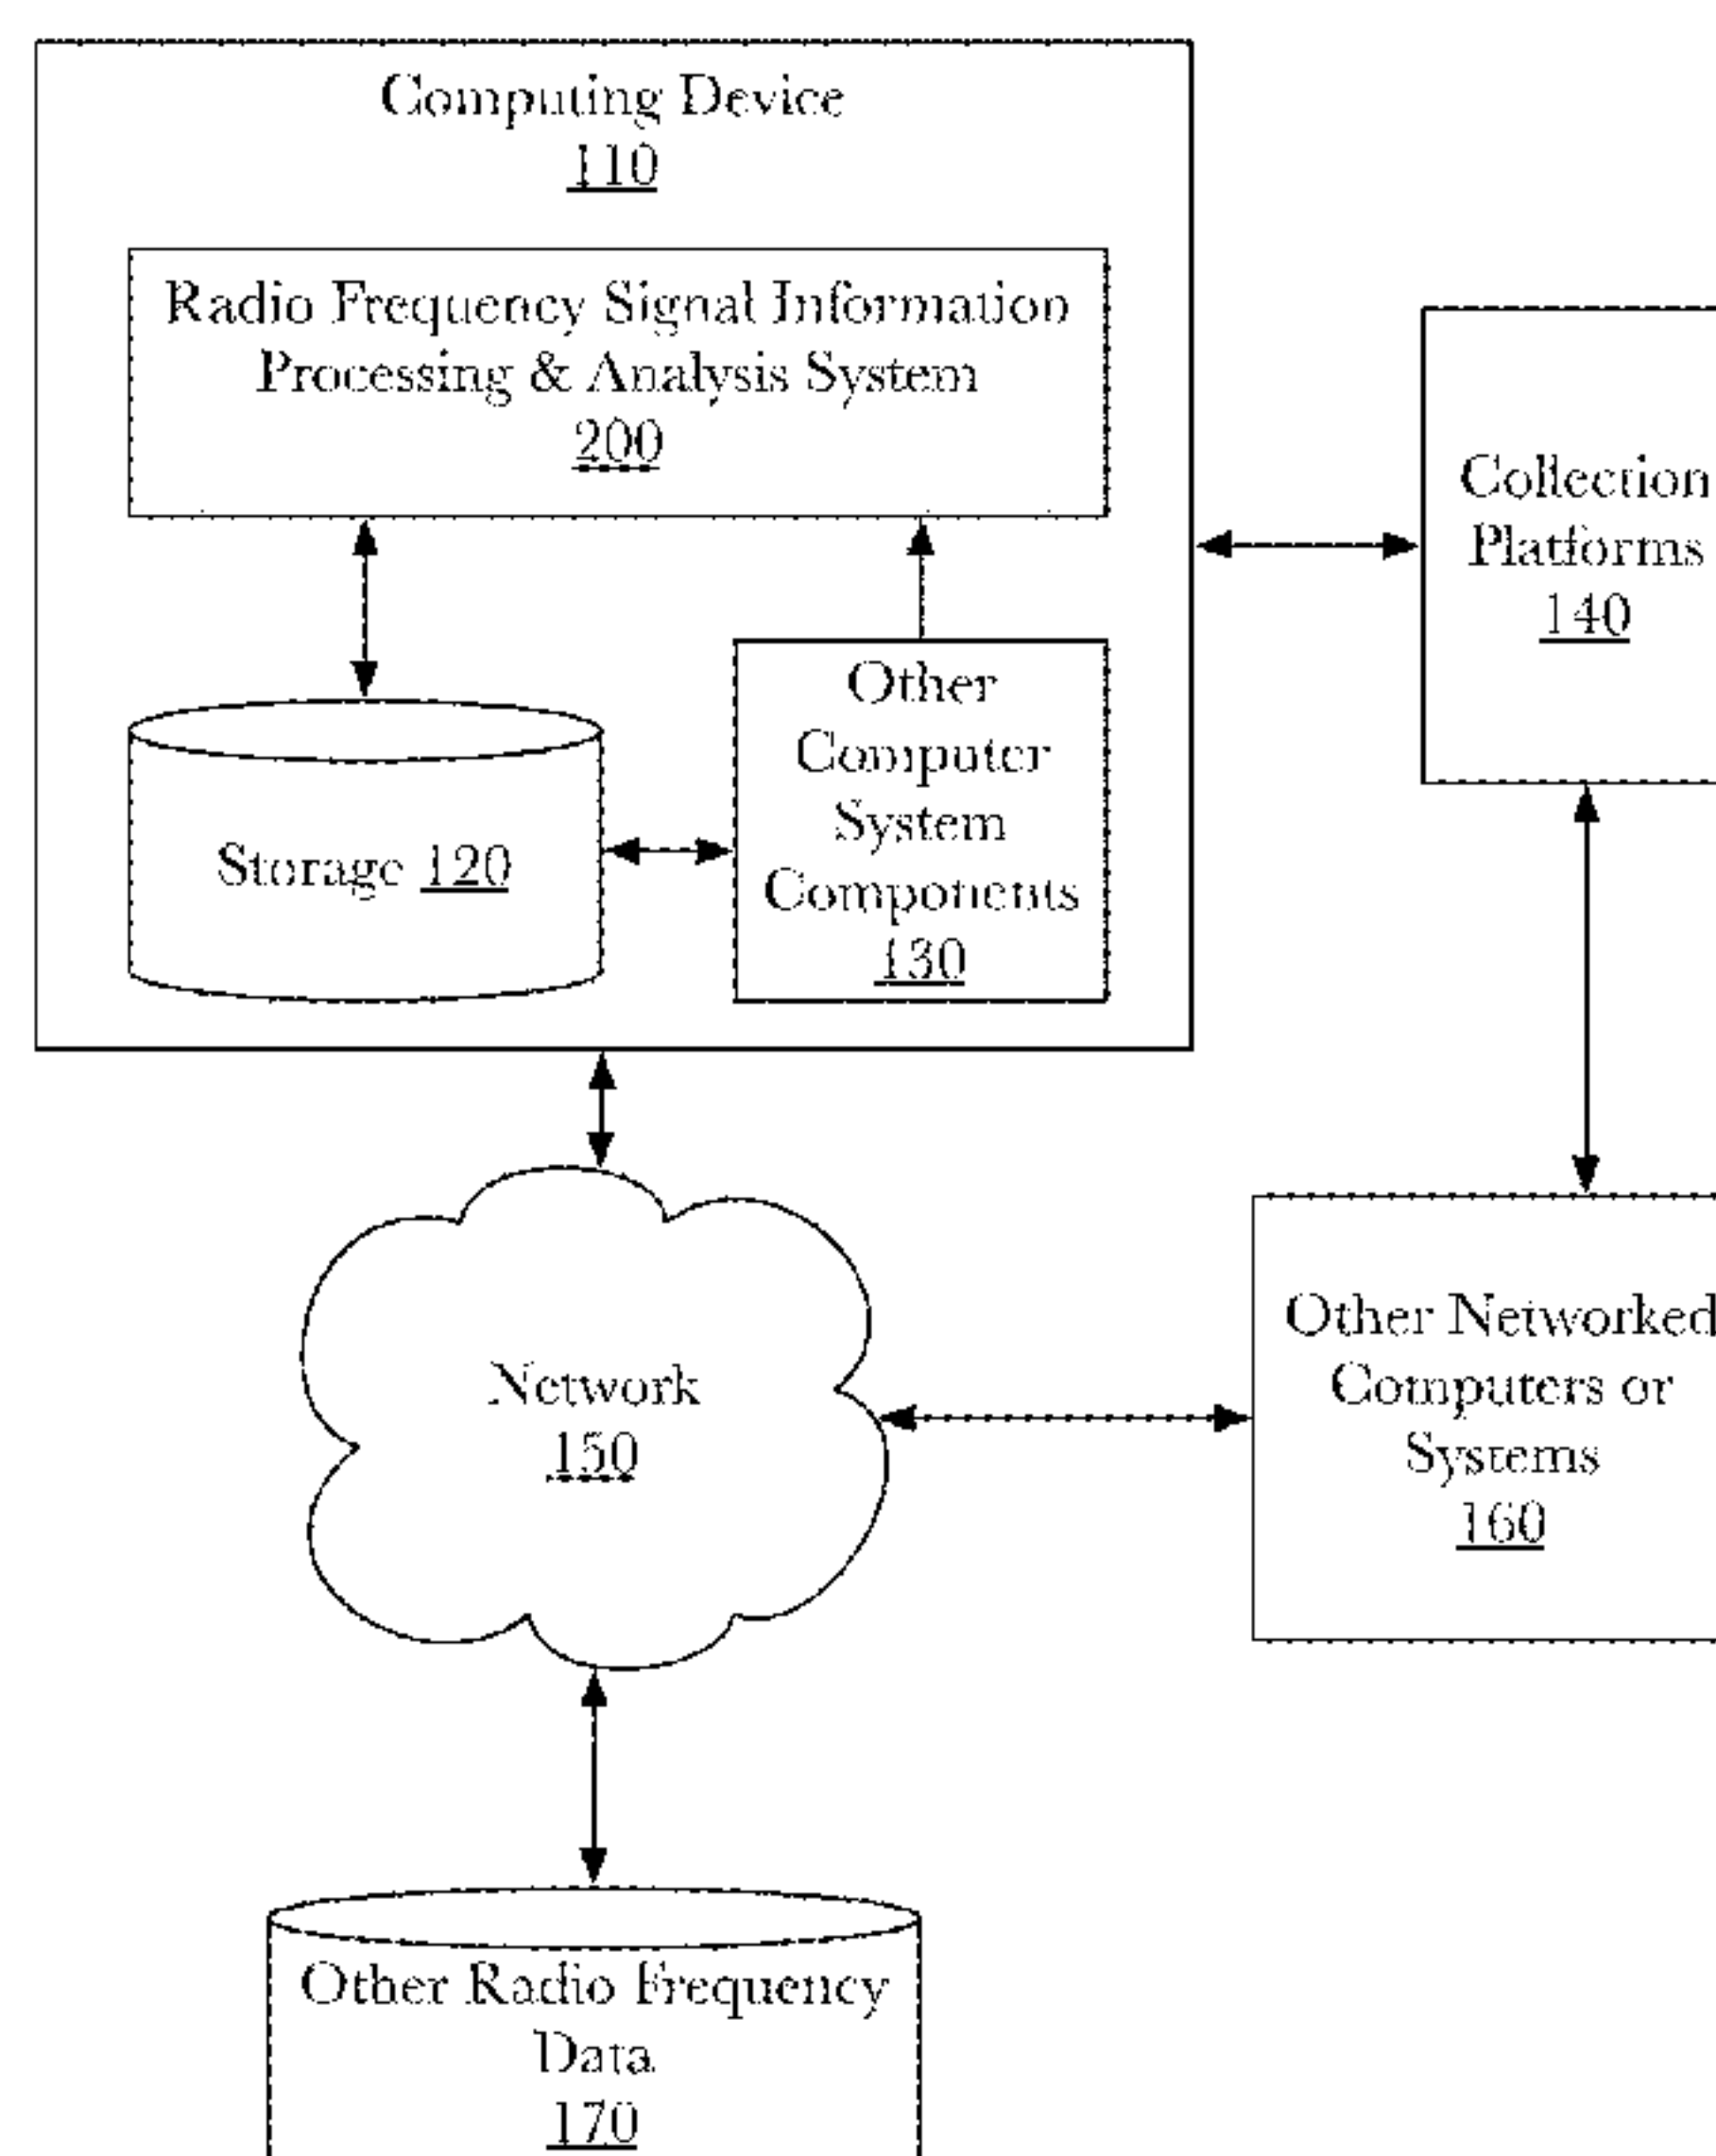 Computing Device
110
Radio Frequency Signal Information
Processing & Analysis System
200
Collection
Platforms
140
Other
Computer
System
Components
130
Storage 120
Network
150
Other Networked
Computers or
Systems
160
Other Radio Frequency
Data
170